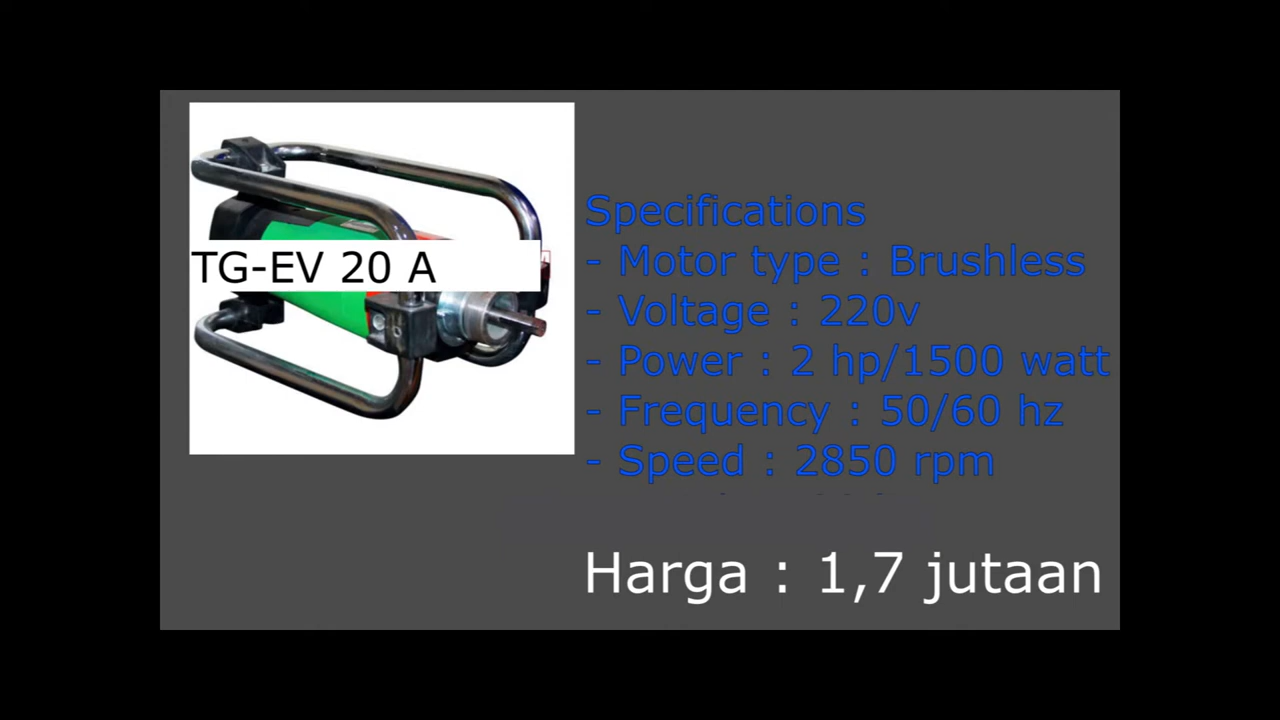 TG-EV 20 A
Specifications
- Motor type : Brushless
- Voltage : 220v
- Power : 2 hp/1500 watt
- Frequency : 50/60 hz
- Speed : 2850 rpm
Harga : 1,7 jutaan